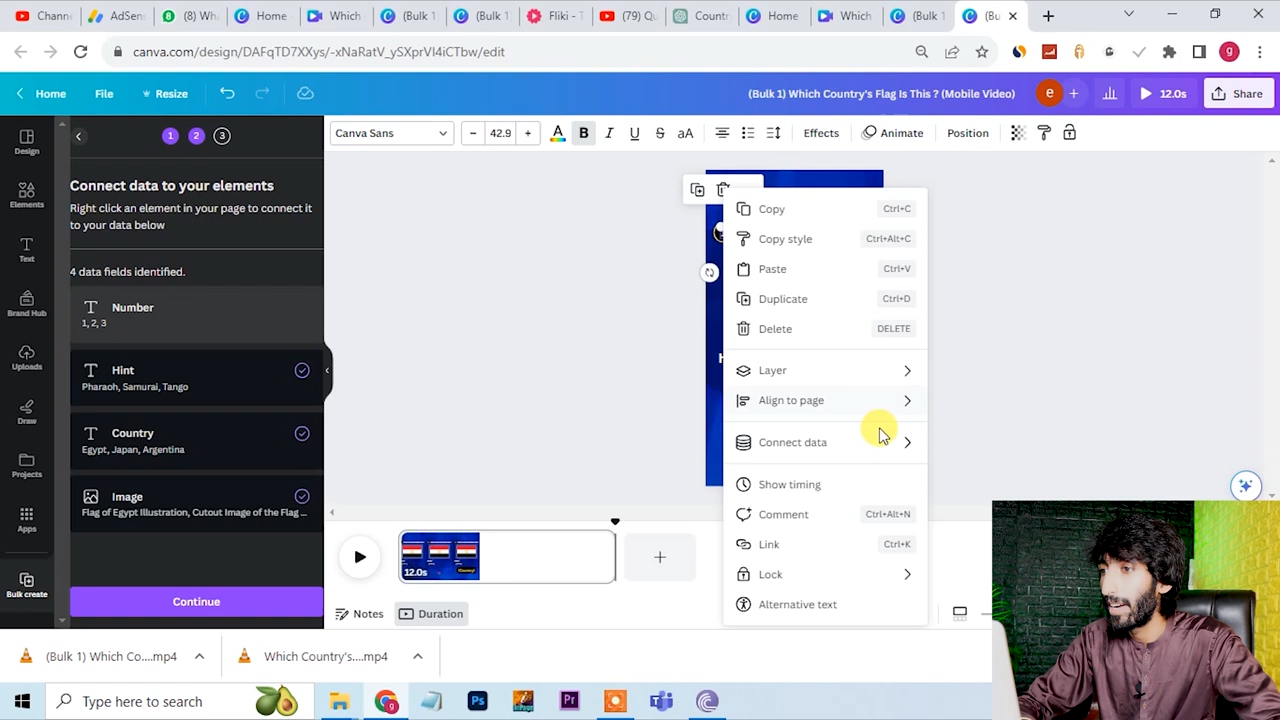 Channe
AdSens
(8) Wh
Home
Which
(Bulk 1
(Bulk 1
Fliki - T
(79) Qu
Countr
Home
Which
(Bulk 1
(Bu
canva.com/design/DAFqTD7XXys/-xNaRatV_ySXprVI4iCTbw/edit
Home
File
Resize
(Bulk 1) Which Country's Flag Is This ? (Mobile Video)
e
12.0s
Share
Design
Elements
Text
Brand Hub
Uploads
Draw
Projects
Apps
Bulk create
1
2
3
Connect data to your elements
Right click an element in your page to connect it
to your data below
4 data fields identified.
Number
1, 2, 3
Hint
Pharaoh, Samurai, Tango
Country
Egypt, Japan, Argentina
Image
Flag of Egypt Illustration, Cutout Image of the Flag ...
Continue
Canva Sans
42.9
A
B
I
U
S
aA
Effects
Animate
Position
Copy
Ctrl+C
Copy style
Ctrl+Alt+C
Paste
Ctrl+V
Duplicate
Ctrl+D
Delete
DELETE
Layer
Align to page
Connect data
Show timing
Comment
Ctrl+Alt+N
Link
Ctrl+K
Lock
Alternative text
12.0s
Notes
Duration
(Bulk 1) Which Co....mp4
Which Country's....mp4
Type here to search
Ps
Pr